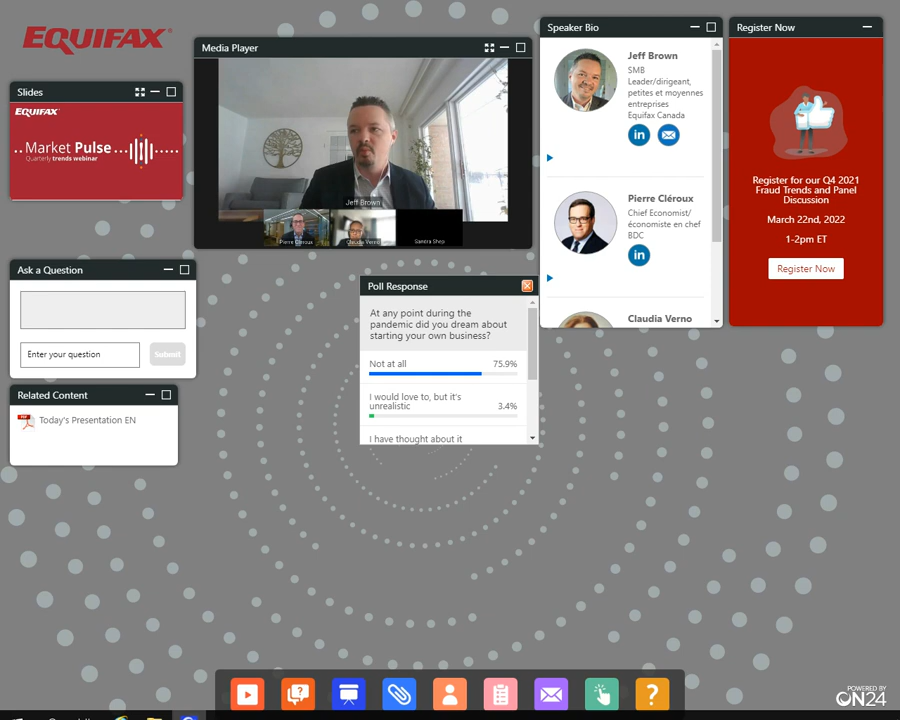 EQUIFAX
Slides
EQUIFAX
Market Pulse
Quarterly trends webinar
Media Player
Jeff Brown
Pierre Cléroux
Claudia Verno
Speaker Bio
Jeff Brown
SMB
Leader/dirigeant,
petites et moyennes
entreprises
Equifax Canada
in
Pierre Cléroux
Chief Economist/
économiste en chef
BDC
in
Claudia Verno
Register Now
Register for our Q4 2021
Fraud Trends and Panel
Discussion
March 22nd, 2022
1-2pm ET
Register Now
Ask a Question
Enter your question
Submit
Related Content
Today's Presentation EN
Poll Response
At any point during the
pandemic did you dream about
starting your own business?
Not at all 75.9%
I would love to, but it's
unrealistic 3.4%
I have thought about it
POWERED BY
ON24